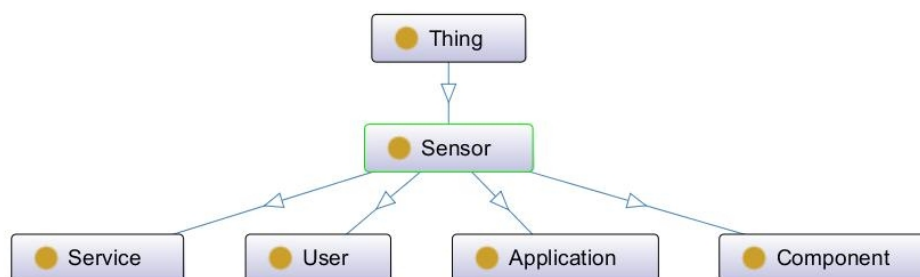 Thing
Sensor
Service
User
Application
Component